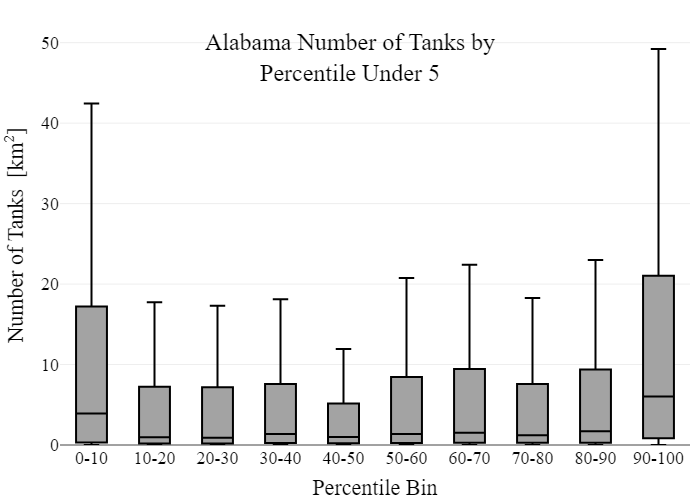 Alabama Number of Tanks by
Percentile Under 5
Number of Tanks [km²]
50
40
30
20
10
0
0-10 10-20 20-30 30-40 40-50 50-60 60-70 70-80 80-90 90-100
Percentile Bin